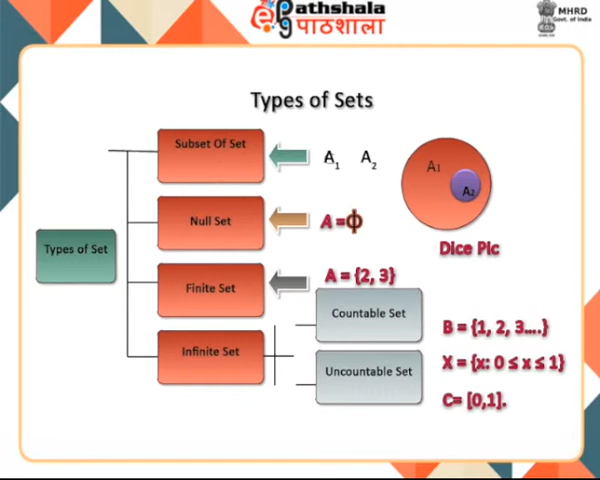 ePathshala
पाठशाला
MHRD
Govt. of India
Types of Sets
Subset Of Set
A1 A2
A1
A2
Null Set
A = Φ
Dice Pic
Types of Set
Finite Set
A = {2, 3}
Countable Set
B = {1, 2, 3....}
Infinite Set
X = {x: 0 ≤ x ≤ 1}
Uncountable Set
C= [0,1].